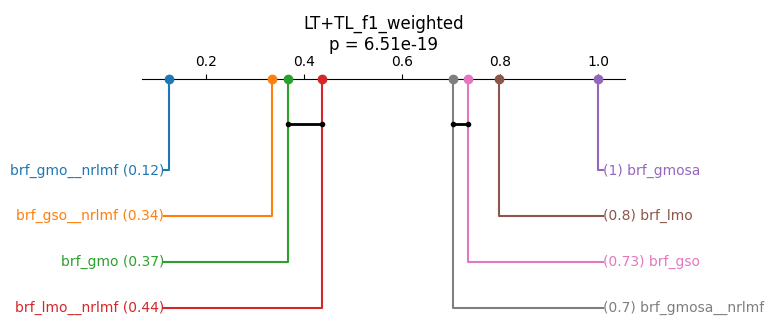 LT+TL_f1_weighted
p = 6.51e-19
0.2 0.4 0.6 0.8 1.0
brf_gmo__nrlmf (0.12) (1) brf_gmosa
brf_gso__nrlmf (0.34) (0.8) brf_lmo
brf_gmo (0.37) (0.73) brf_gso
brf_lmo__nrlmf (0.44) (0.7) brf_gmosa__nrlmf